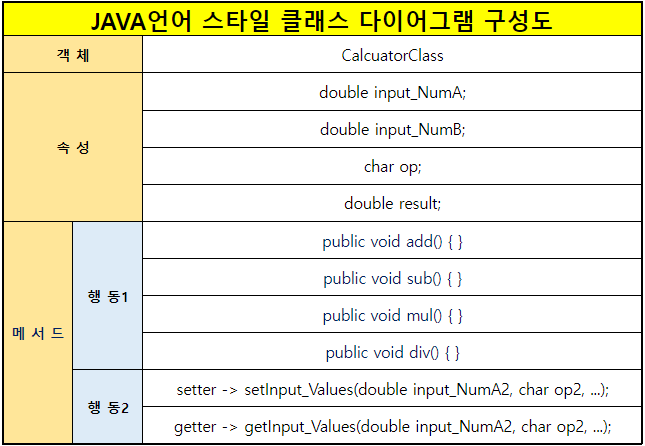 JAVA언어 스타일 클래스 다이어그램 구성도
객 체
CalcuatorClass
속 성
double input_NumA;
double input_NumB;
char op;
double result;
메 서 드
행 동1
public void add() { }
public void sub() { }
public void mul() { }
public void div() { }
행 동2
setter -> setInput_Values(double input_NumA2, char op2, ...);
getter -> getInput_Values(double input_NumA2, char op2, ...);